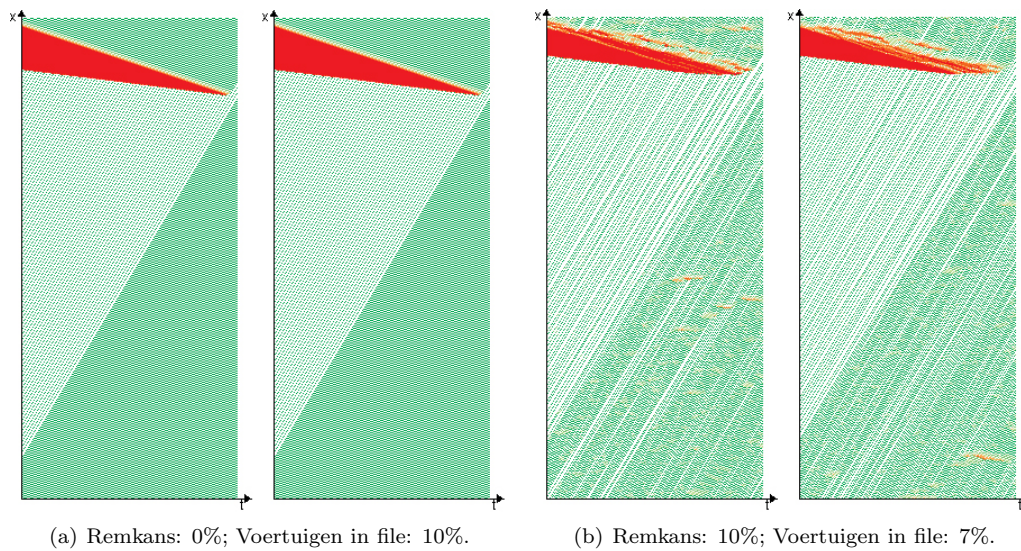 x x x x
t t t t
(a) Remkans: 0%; Voertuigen in file: 10%.
(b) Remkans: 10%; Voertuigen in file: 7%.